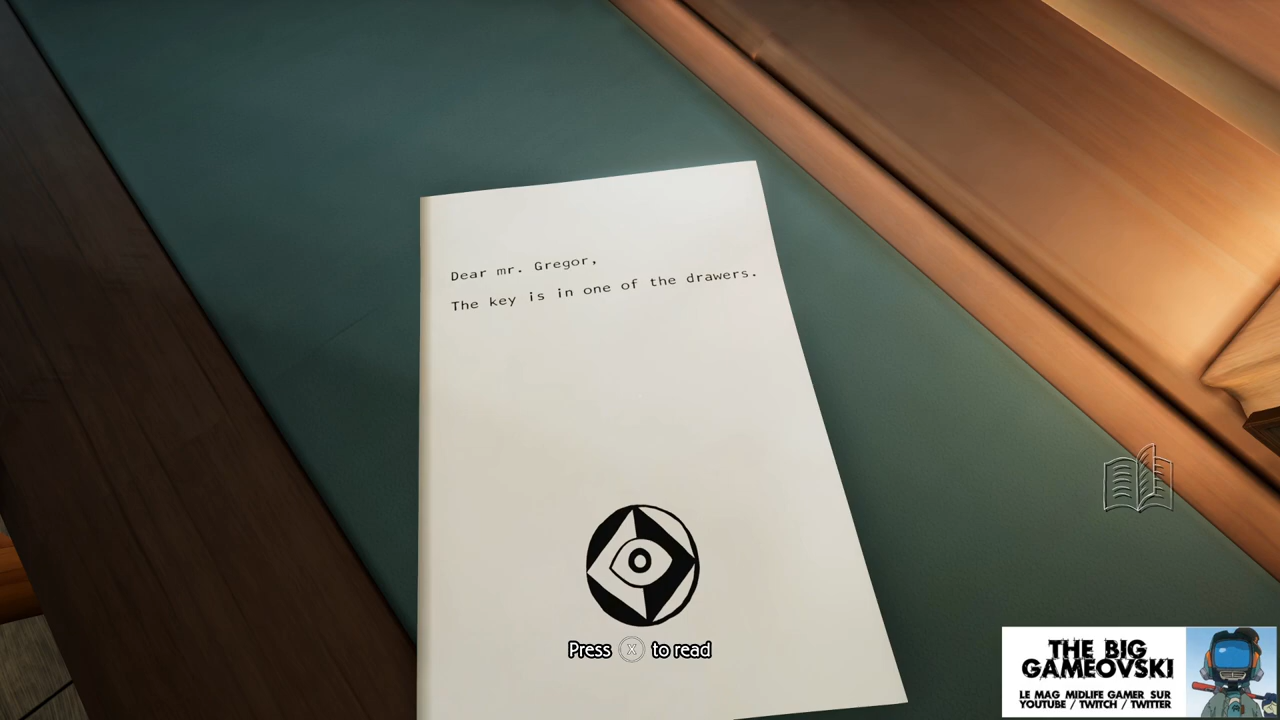 Dear mr. Gregor,
The key is in one of the drawers.
Press X to read
THE BIG
GAMEOVSKI
LE MAG MIDLIFE GAMER SUR
YOUTUBE / TWITCH / TWITTER